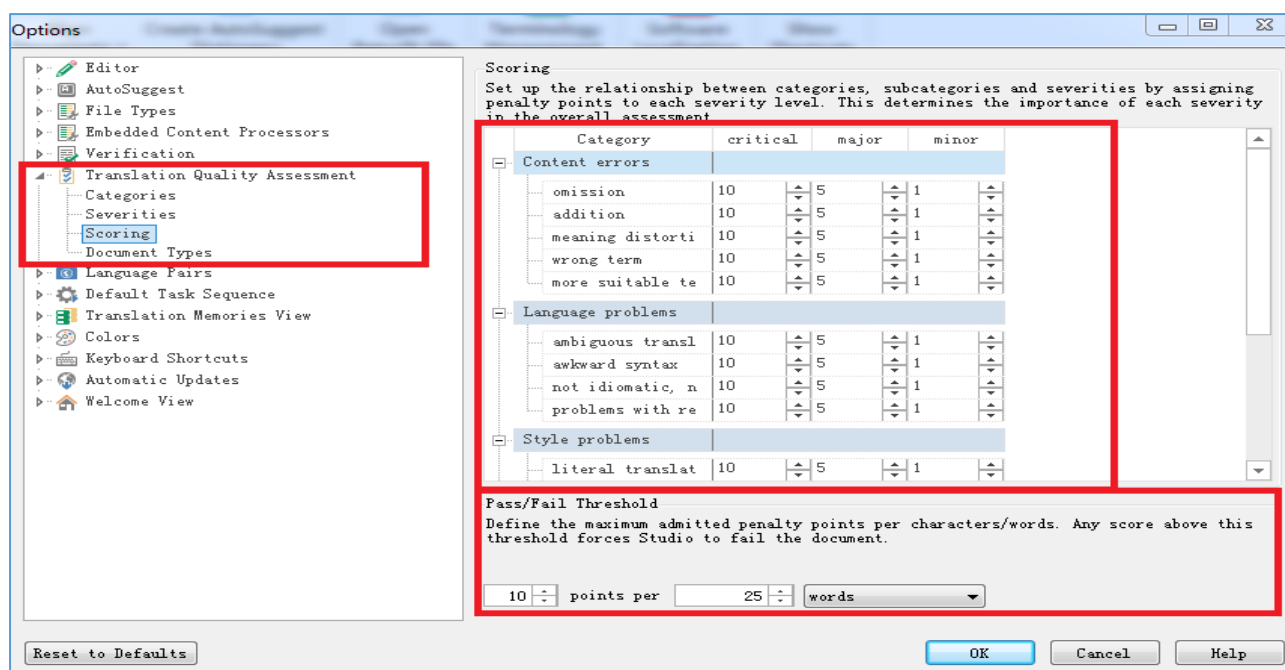 Options
Editor
AutoSuggest
File Types
Embedded Content Processors
Verification
Translation Quality Assessment
Categories
Severities
Scoring
Document Types
Language Pairs
Default Task Sequence
Translation Memories View
Colors
Keyboard Shortcuts
Automatic Updates
Welcome View
Scoring
Set up the relationship between categories, subcategories and severities by assigning
penalty points to each severity level. This determines the importance of each severity
in the overall assessment
Category critical major minor
Content errors
omission 10 5 1
addition 10 5 1
meaning distorti 10 5 1
wrong term 10 5 1
more suitable te 10 5 1
Language problems
ambiguous transl 10 5 1
awkward syntax 10 5 1
not idiomatic, n 10 5 1
problems with re 10 5 1
Style problems
literal translat 10 5 1
Pass/Fail Threshold
Define the maximum admitted penalty points per characters/words. Any score above this
threshold forces Studio to fail the document.
10 points per 25 words
Reset to Defaults OK Cancel Help